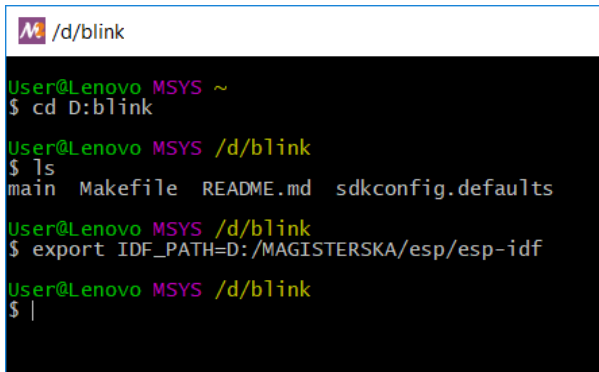 /d/blink
User@Lenovo MSYS ~
$ cd D:blink
User@Lenovo MSYS /d/blink
$ ls
main  Makefile  README.md  sdkconfig.defaults
User@Lenovo MSYS /d/blink
$ export IDF_PATH=D:/MAGISTERSKA/esp/esp-idf
User@Lenovo MSYS /d/blink
$